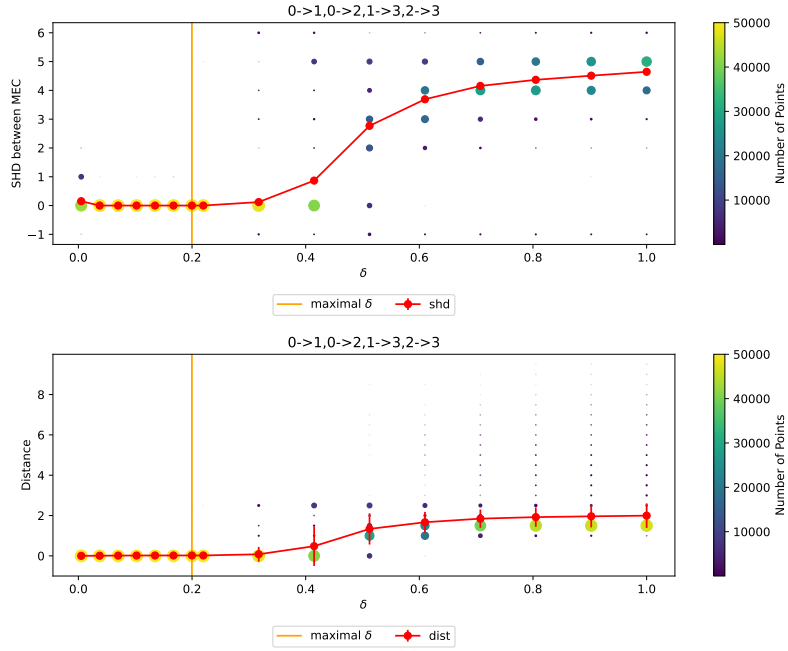 0->1,0->2,1->3,2->3
6
5
4
3
2
1
0
−1
SHD between MEC
0.0 0.2 0.4 0.6 0.8 1.0
δ
maximal δ shd
50000
40000
30000
20000
10000
Number of Points
0->1,0->2,1->3,2->3
8
6
4
2
0
Distance
0.0 0.2 0.4 0.6 0.8 1.0
δ
maximal δ dist
50000
40000
30000
20000
10000
Number of Points